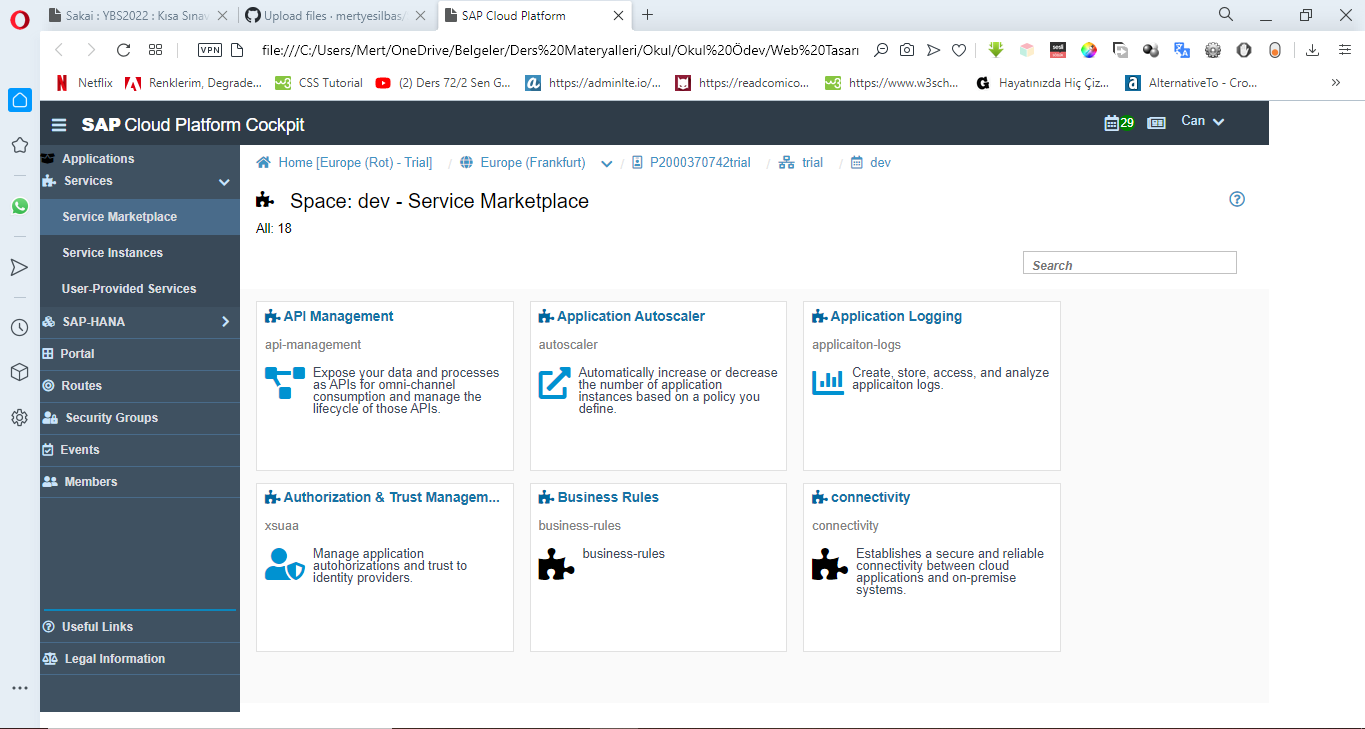 Sakai : YBS2022 : Kısa Sınav
Upload files · mertyesilbas/
SAP Cloud Platform
VPN
file:///C:/Users/Mert/OneDrive/Belgeler/Ders%20Materyalleri/Okul/Okul%20Ödev/Web%20Tasarı
Netflix
Renklerim, Degrade...
CSS Tutorial
(2) Ders 72/2 Sen G...
https://adminlte.io/...
https://readcomico...
https://www.w3sch...
Hayatınızda Hiç Çiz...
AlternativeTo - Cro...
SAP Cloud Platform Cockpit
29
Can
Applications
Services
Service Marketplace
Service Instances
User-Provided Services
SAP-HANA
Portal
Routes
Security Groups
Events
Members
Useful Links
Legal Information
Home [Europe (Rot) - Trial]
/
Europe (Frankfurt)
/
P2000370742trial
/
trial
/
dev
Space: dev - Service Marketplace
All: 18
Search
API Management
api-management
Expose your data and processes
as APIs for omni-channel
consumption and manage the
lifecycle of those APIs.
Application Autoscaler
autoscaler
Automatically increase or decrease
the number of application
instances based on a policy you
define.
Application Logging
applicaiton-logs
Create, store, access, and analyze
applicaiton logs.
Authorization & Trust Managem...
xsuaa
Manage application
autohorizations and trust to
identity providers.
Business Rules
business-rules
business-rules
connectivity
connectivity
Establishes a secure and reliable
connectivity between cloud
applications and on-premise
systems.